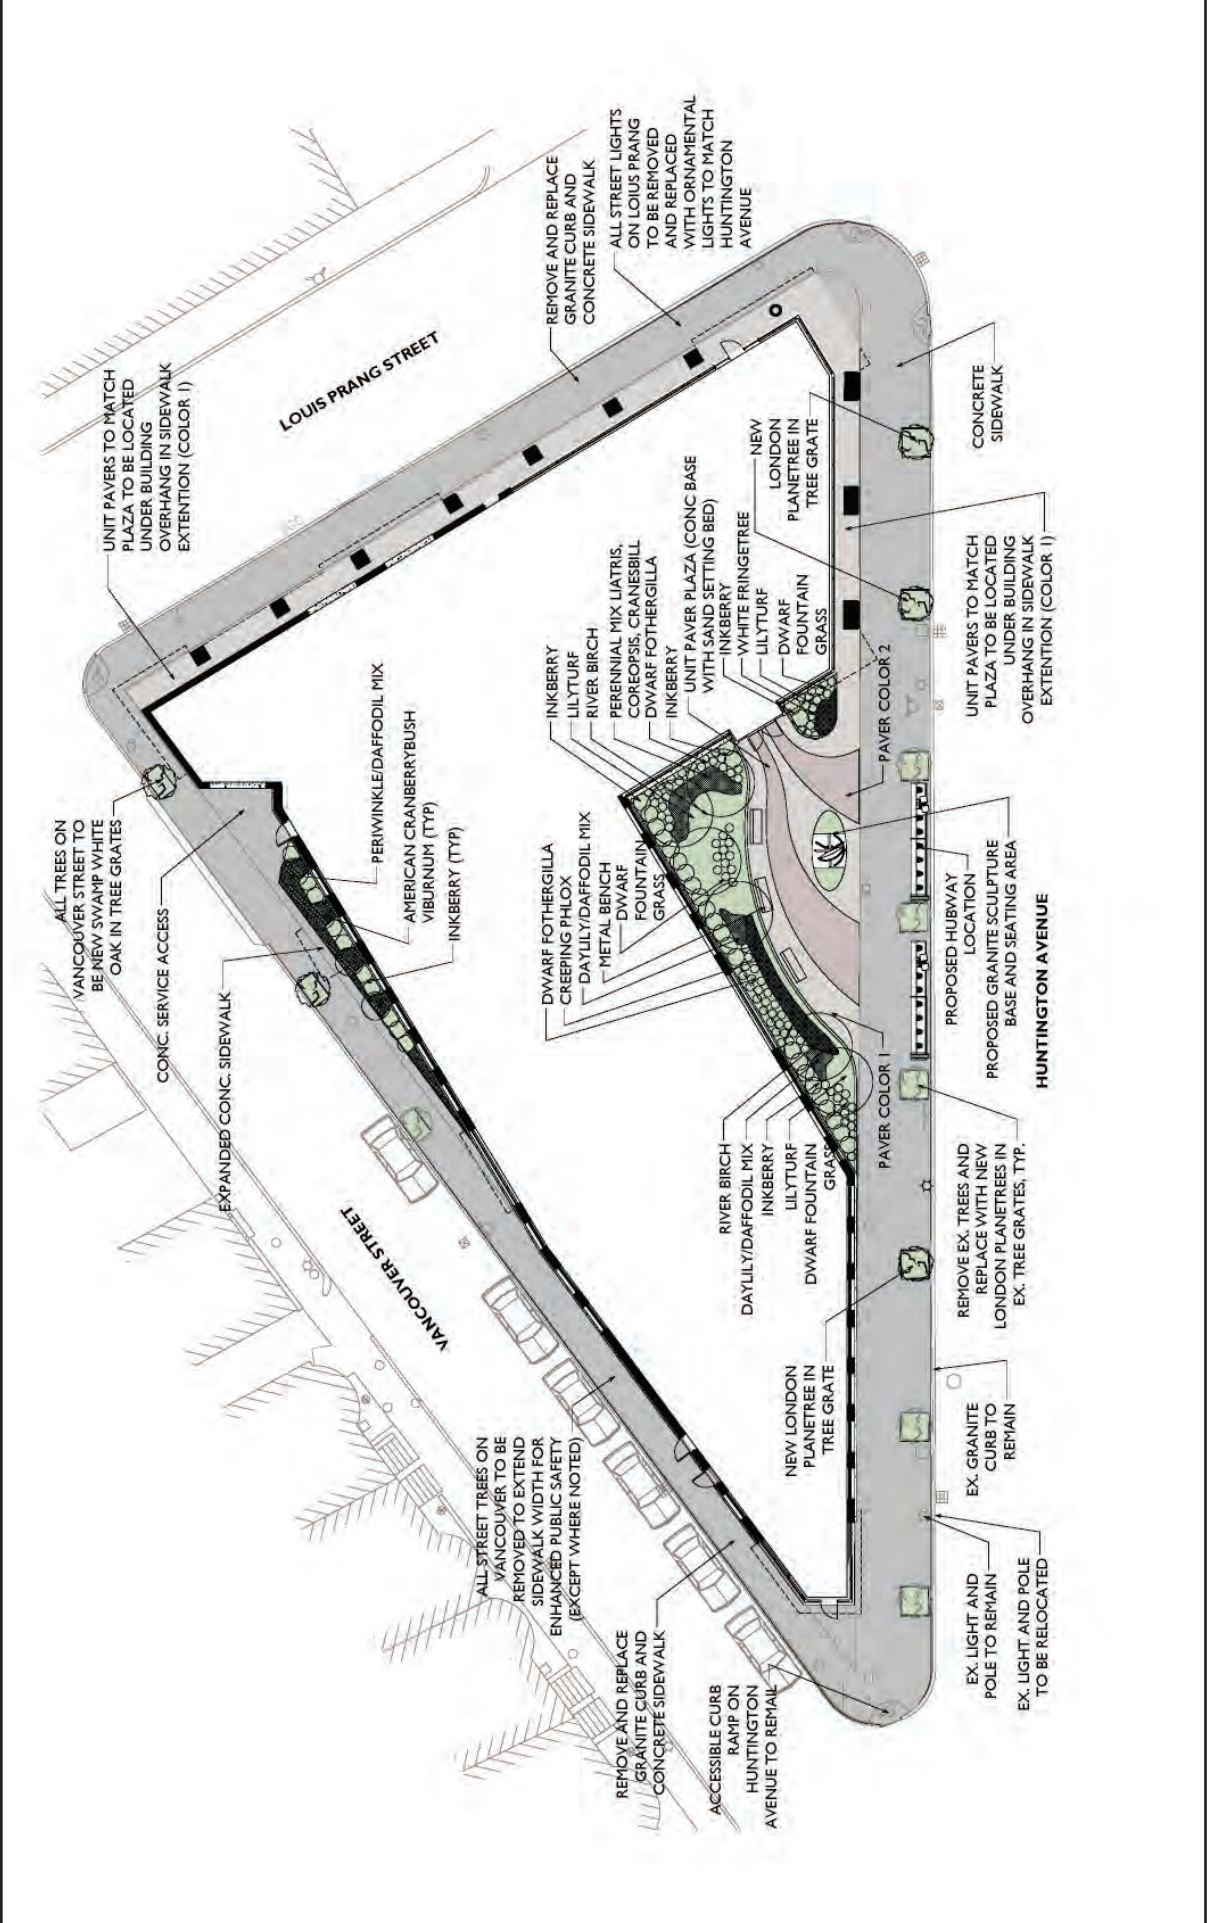 ALL TREES ON
VANCOUVER STREET TO
BE NEW SWAMP WHITE
OAK IN TREE GRATES
UNIT PAVERS TO MATCH
PLAZA TO BE LOCATED
UNDER BUILDING
OVERHANG IN SIDEWALK
EXTENTION (COLOR 1)
LOUIS PRANG STREET
REMOVE AND REPLACE
GRANITE CURB AND
CONCRETE SIDEWALK
ALL STREET LIGHTS
ON LOIUS PRANG
TO BE REMOVED
AND REPLACED
WITH ORNAMENTAL
LIGHTS TO MATCH
HUNTINGTON
AVENUE
CONC. SERVICE ACCESS
EXPANDED CONC. SIDEWALK
PERIWINKLE/DAFFODIL MIX
AMERICAN CRANBERRYBUSH
VIBURNUM (TYP)
INKBERRY (TYP)
VANCOUVER STREET
INKBERRY
LILYTURF
RIVER BIRCH
PERENNIAL MIX LIATRIS,
COREOPSIS, CRANESBILL
DWARF FOTHERGILLA
INKBERRY
UNIT PAVER PLAZA (CONC BASE
WITH SAND SETTING BED)
INKBERRY
WHITE FRINGETREE
LILYTURF
DWARF
FOUNTAIN
GRASS
NEW
LONDON
PLANETREE IN
TREE GRATE
CONCRETE
SIDEWALK
UNIT PAVERS TO MATCH
PLAZA TO BE LOCATED
UNDER BUILDING
OVERHANG IN SIDEWALK
EXTENTION (COLOR 1)
DWARF FOTHERGILLA
CREEPING PHLOX
DAYLILY/DAFFODIL MIX
METAL BENCH
DWARF
FOUNTAIN
GRASS
PAVER COLOR 2
PAVER COLOR 1
PROPOSED HUBWAY
LOCATION
PROPOSED GRANITE SCULPTURE
BASE AND SEATING AREA
HUNTINGTON AVENUE
RIVER BIRCH
DAYLILY/DAFFODIL MIX
INKBERRY
LILYTURF
DWARF FOUNTAIN
GRASS
REMOVE EX. TREES AND
REPLACE WITH NEW
LONDON PLANETREES IN
EX. TREE GRATES, TYP.
NEW LONDON
PLANETREE IN
TREE GRATE
EX. GRANITE
CURB TO
REMAIN
ALL STREET TREES ON
VANCOUVER TO BE
REMOVED TO EXTEND
SIDEWALK WIDTH FOR
ENHANCED PUBLIC SAFETY
(EXCEPT WHERE NOTED)
REMOVE AND REPLACE
GRANITE CURB AND
CONCRETE SIDEWALK
ACCESSIBLE CURB
RAMP ON
HUNTINGTON
AVENUE TO REMAIL
EX. LIGHT AND
POLE TO REMAIN
EX. LIGHT AND POLE
TO BE RELOCATED